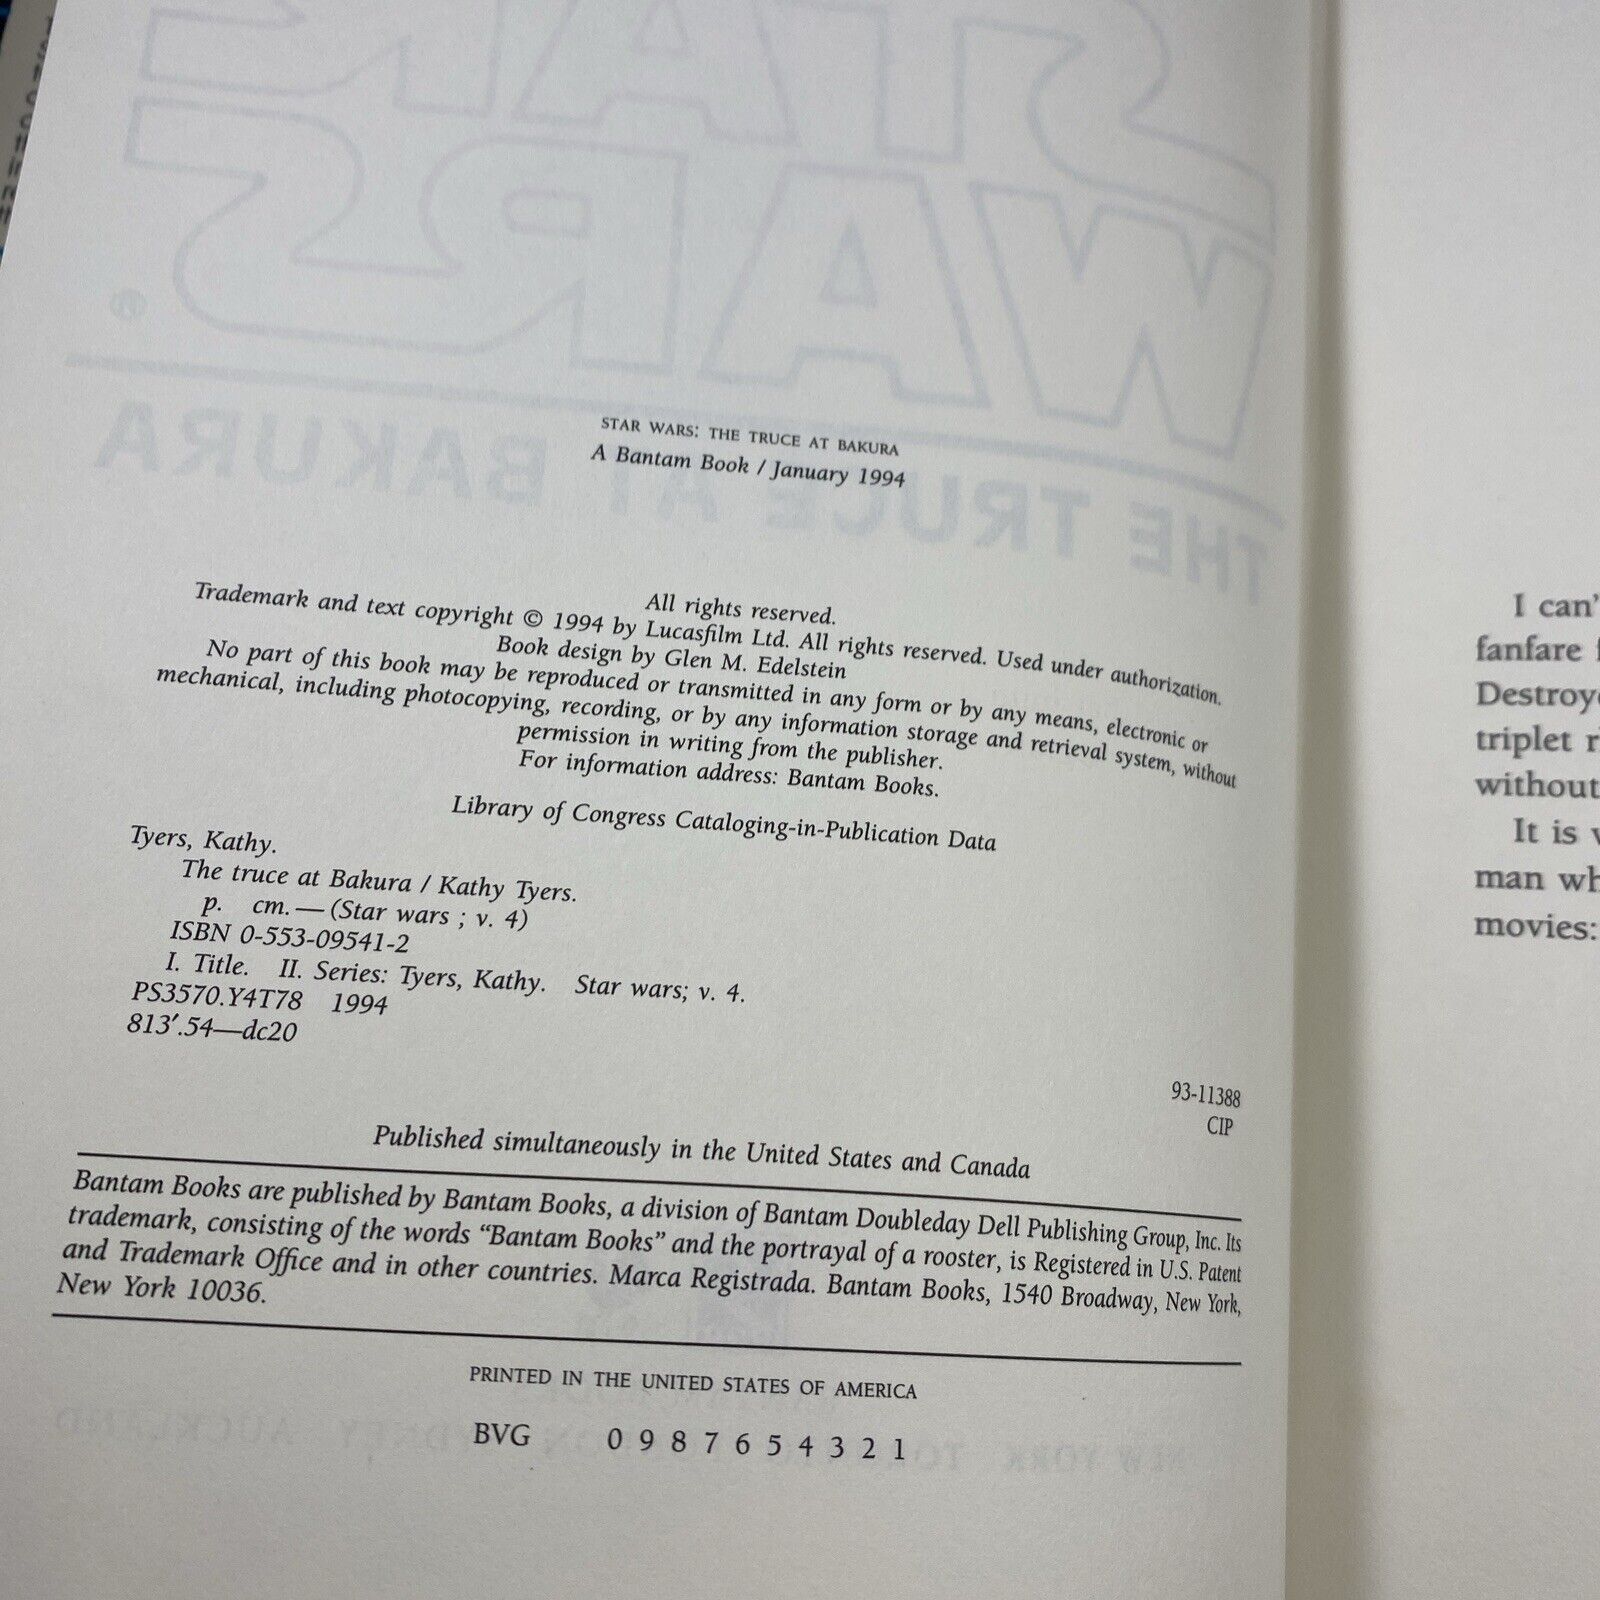 STAR WARS: THE TRUCE AT BAKURA
A Bantam Book / January 1994
All rights reserved.
Trademark and text copyright © 1994 by Lucasfilm Ltd. All rights reserved. Used under authorization.
Book design by Glen M. Edelstein
No part of this book may be reproduced or transmitted in any form or by any means, electronic or
mechanical, including photocopying, recording, or by any information storage and retrieval system, without
permission in writing from the publisher.
For information address: Bantam Books.
Library of Congress Cataloging-in-Publication Data
Tyers, Kathy.
The truce at Bakura / Kathy Tyers.
p. cm. — (Star wars ; v. 4)
ISBN 0-553-09541-2
I. Title. II. Series: Tyers, Kathy. Star wars; v. 4.
PS3570.Y4T78 1994
813′.54—dc20
93-11388
CIP
Published simultaneously in the United States and Canada
Bantam Books are published by Bantam Books, a division of Bantam Doubleday Dell Publishing Group, Inc. Its
trademark, consisting of the words “Bantam Books” and the portrayal of a rooster, is Registered in U.S. Patent
and Trademark Office and in other countries. Marca Registrada. Bantam Books, 1540 Broadway, New York,
New York 10036.
PRINTED IN THE UNITED STATES OF AMERICA
BVG 0 9 8 7 6 5 4 3 2 1
STAR
WARS®
THE TRUCE AT BAKURA
I can'
fanfare
Destroy
triplet
without
It is
man
movies: